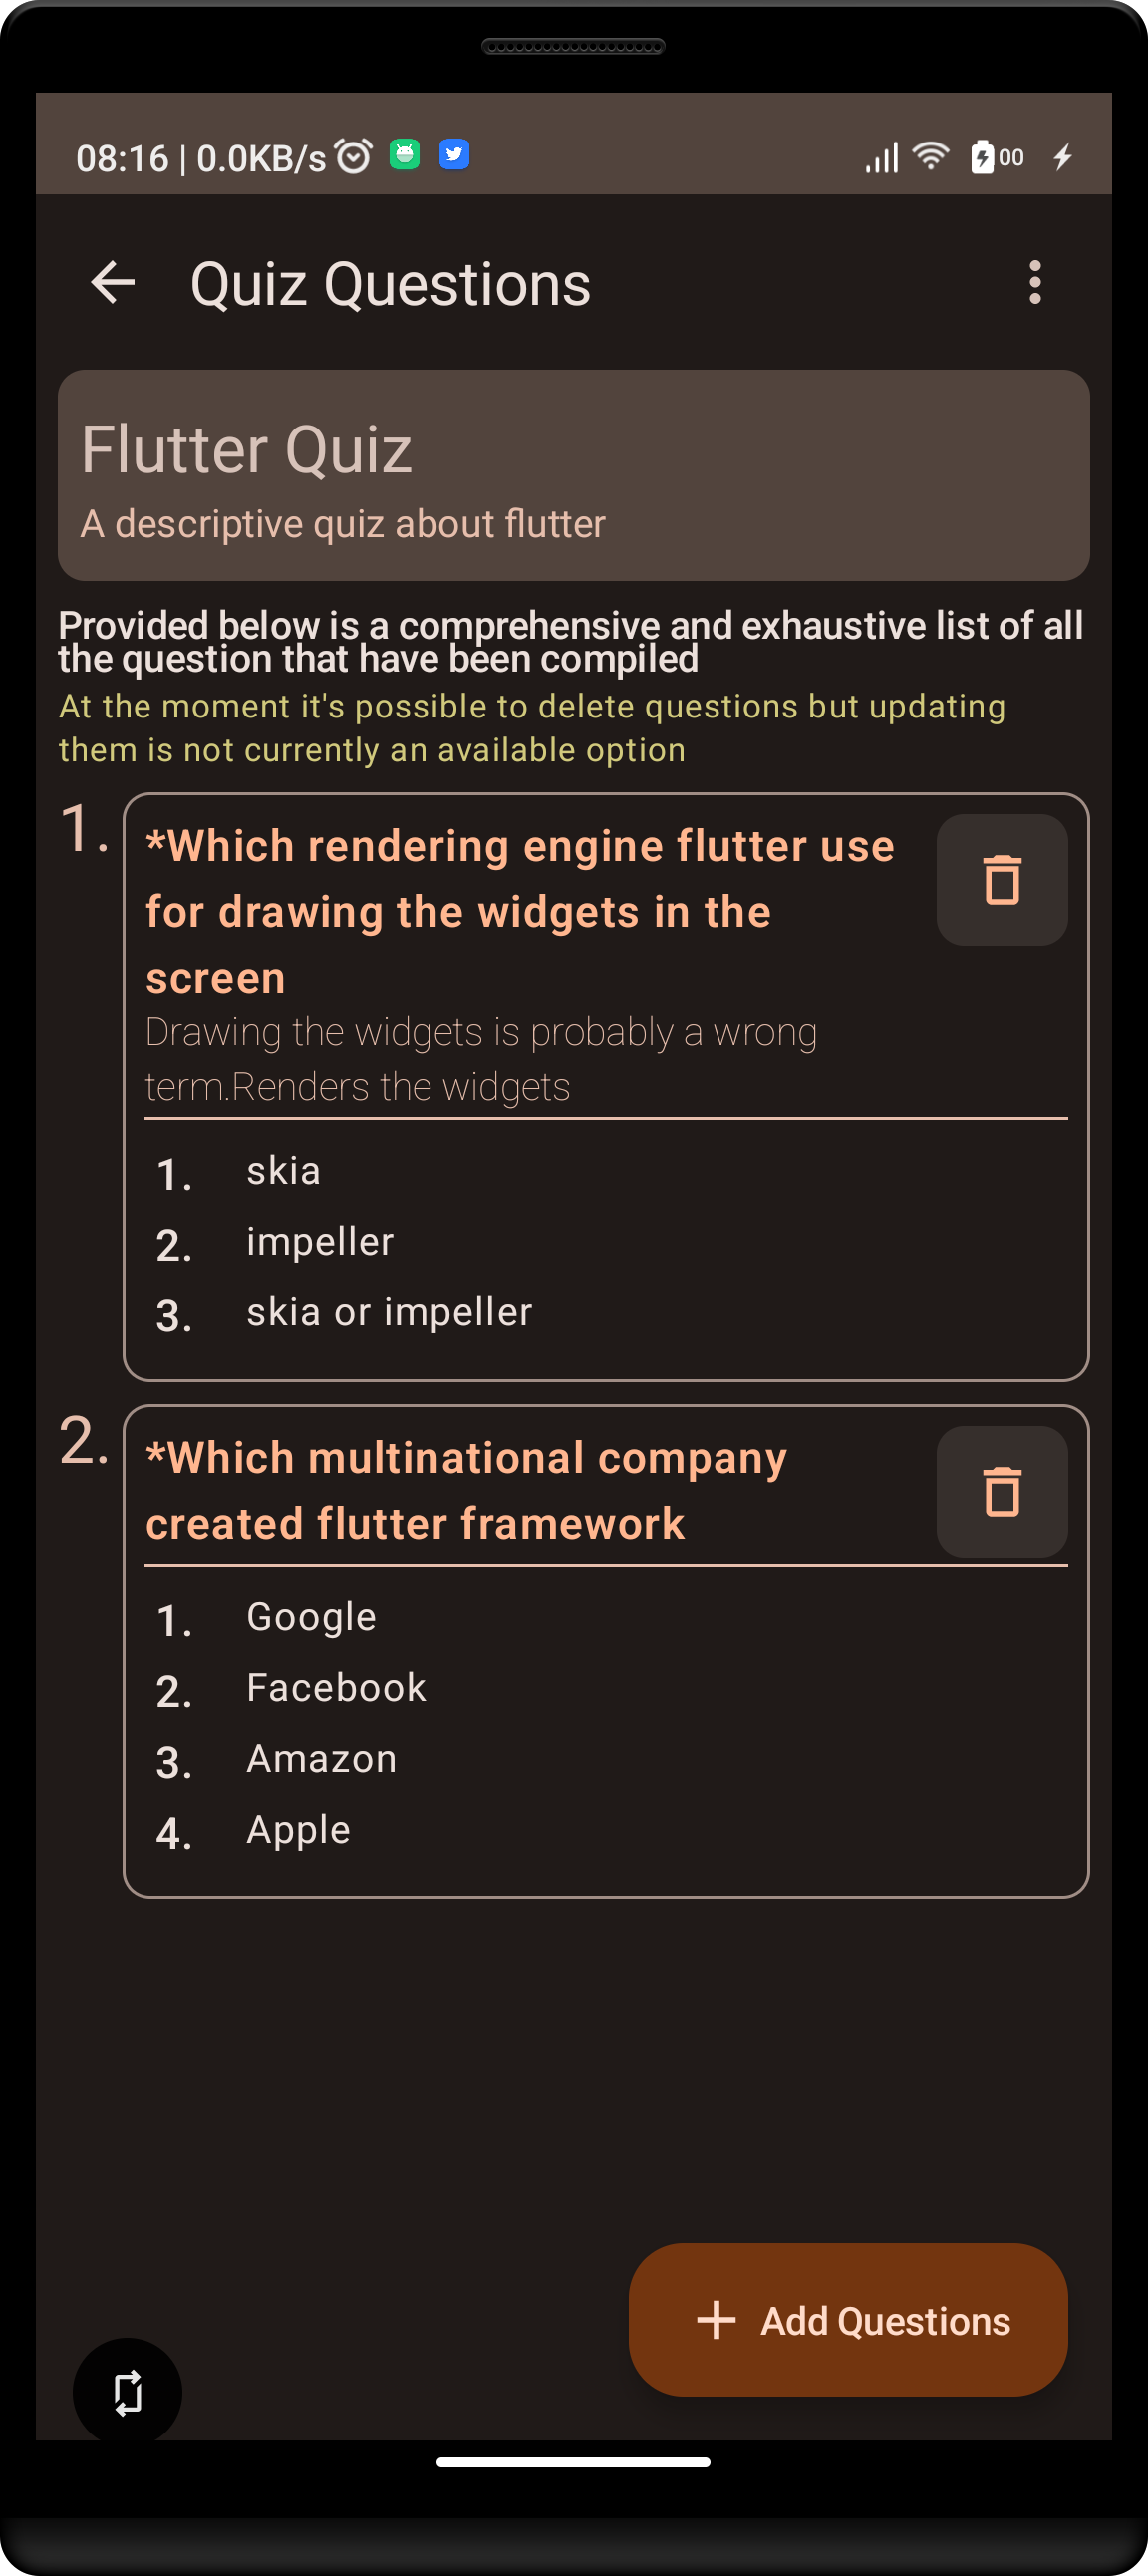 08:16 | 0.0KB/s 00
Quiz Questions
Flutter Quiz
A descriptive quiz about flutter
Provided below is a comprehensive and exhaustive list of all
the question that have been compiled
At the moment it's possible to delete questions but updating
them is not currently an available option
1.
*Which rendering engine flutter use
for drawing the widgets in the
screen
Drawing the widgets is probably a wrong
term.Renders the widgets
1. skia
2. impeller
3. skia or impeller
2.
*Which multinational company
created flutter framework
1. Google
2. Facebook
3. Amazon
4. Apple
Add Questions